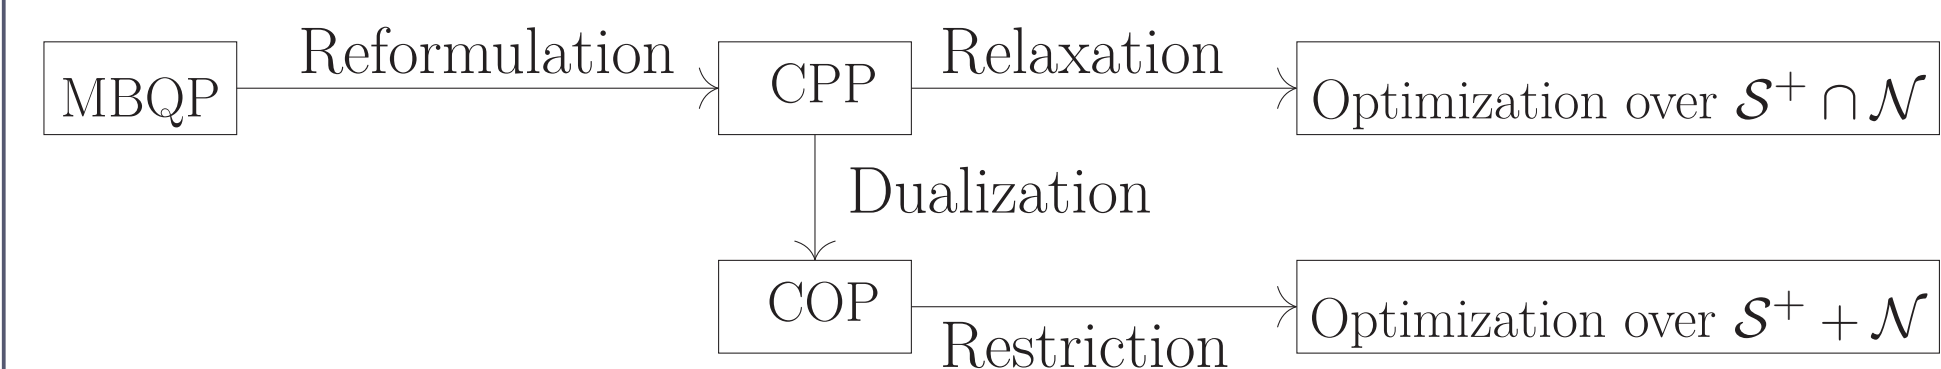 Reformulation
Relaxation
MBQP
CPP
Optimization over 𝒮⁺ ∩ 𝒩
Dualization
COP
Optimization over 𝒮⁺ + 𝒩
Restriction